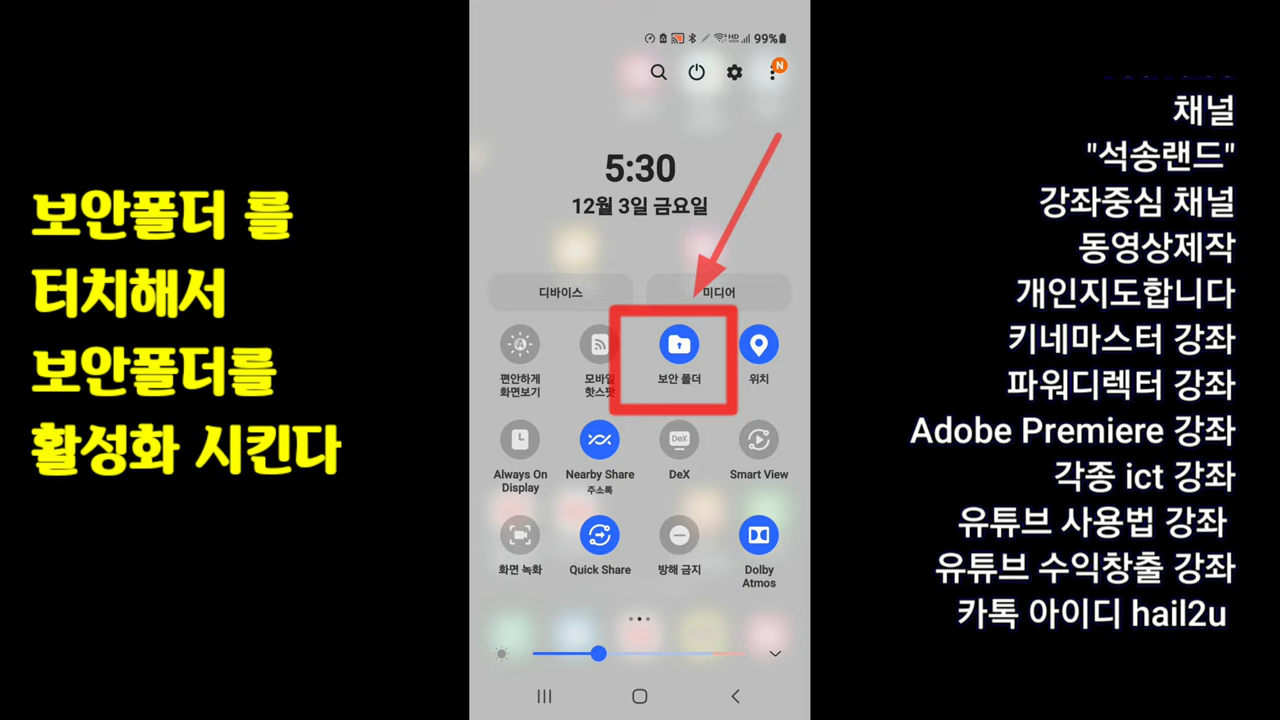 보안폴더 를
터치해서
보안폴더를
활성화 시킨다
99%
N
5:30
12월 3일 금요일
디바이스
미디어
편안하게
화면보기
모바일
핫스팟
보안 폴더
위치
Always On
Display
Nearby Share
주소록
DeX
DeX
Smart View
화면 녹화
Quick Share
방해 금지
Dolby
Atmos
채널
"석송랜드"
강좌중심 채널
동영상제작
개인지도합니다
키네마스터 강좌
파워디렉터 강좌
Adobe Premiere 강좌
각종 ict 강좌
유튜브 사용법 강좌
유튜브 수익창출 강좌
카톡 아이디 hail2u